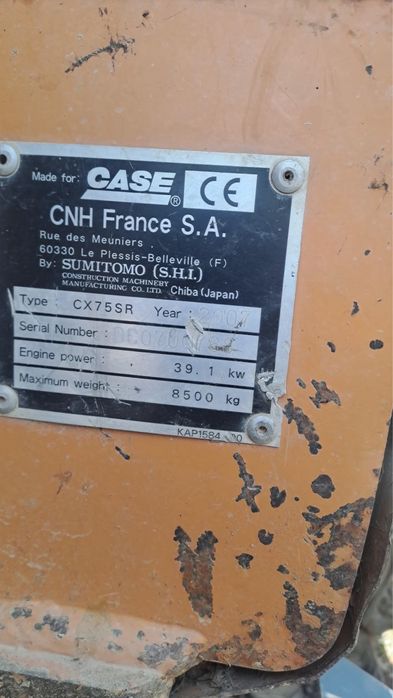 Made for: CASE ® CE
CNH France S.A.
Rue des Meuniers .
60330 Le Plessis-Belleville (F)
By: SUMITOMO (S.H.I.)
CONSTRUCTION MACHINERY
MANUFACTURING CO. LTD. Chiba (Japan)
Type : CX75SR Year : 2007
Serial Number :
Engine power : 39.1 kw
Maximum weight : 8500 kg